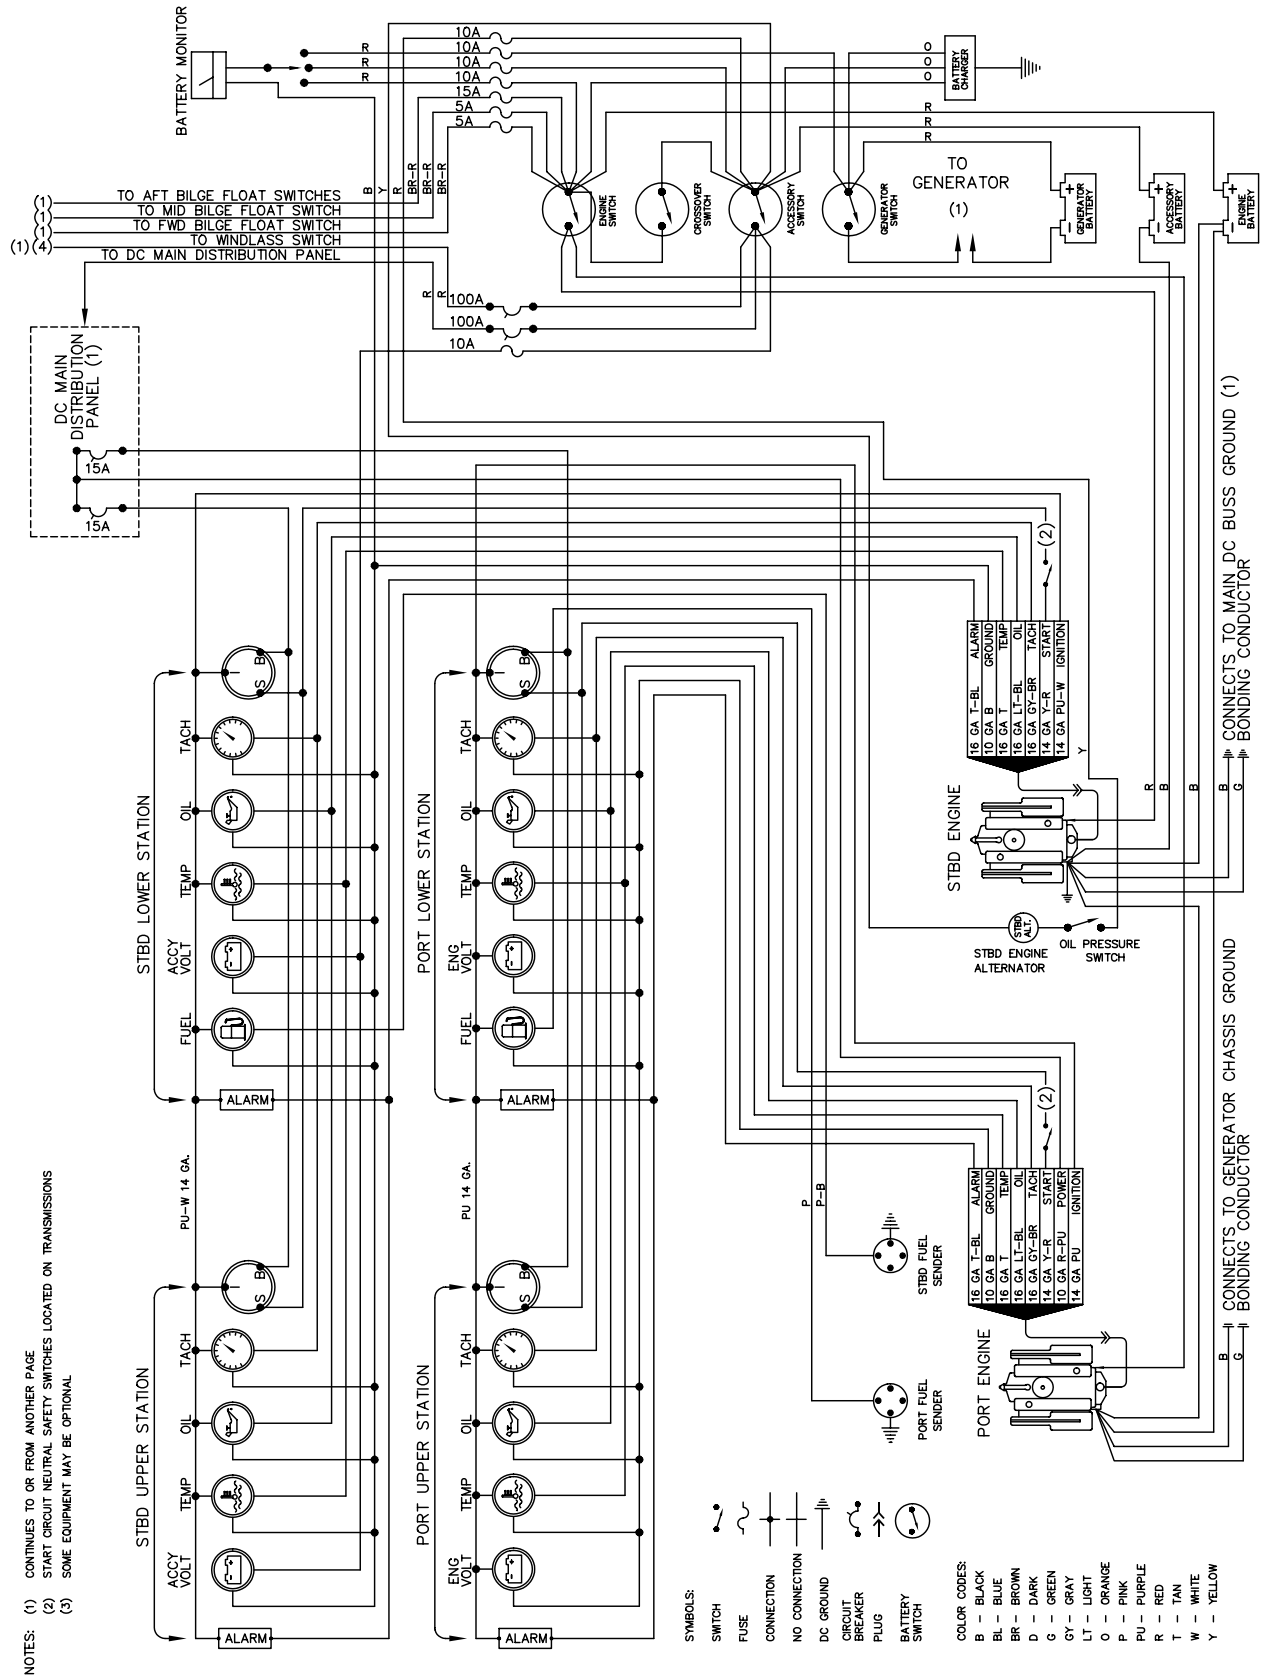 BATTERY MONITOR
R
R
R
10A
10A
10A
10A
15A
5A
5A
O
O
O
BATTERY
CHARGER
R
R
R
B
Y
R
BR-R
BR-R
BR-R
(1)
(1)
(1)
(1)(4)
TO AFT BILGE FLOAT SWITCHES
TO MID BILGE FLOAT SWITCH
TO FWD BILGE FLOAT SWITCH
TO WINDLASS SWITCH
TO DC MAIN DISTRIBUTION PANEL
ENGINE
SWITCH
CROSSOVER
SWITCH
ACCESSORY
SWITCH
GENERATOR
SWITCH
TO
GENERATOR
(1)
+
-
GENERATOR
BATTERY
+
-
ACCESSORY
BATTERY
+
-
ENGINE
BATTERY
R
R
100A
100A
10A
DC MAIN
DISTRIBUTION
PANEL (1)
15A
15A
STBD LOWER STATION
I
B
S
TACH
OIL
TEMP
ACCY
VOLT
FUEL
ALARM
PU-W 14 GA.
PORT LOWER STATION
I
B
S
TACH
OIL
TEMP
ENG
VOLT
FUEL
ALARM
PU 14 GA.
STBD UPPER STATION
I
B
S
TACH
OIL
TEMP
ACCY
VOLT
ALARM
PORT UPPER STATION
I
B
S
TACH
OIL
TEMP
ENG
VOLT
ALARM
(2)
16 GA T-BL ALARM
10 GA B GROUND
16 GA T TEMP
16 GA LT-BL OIL
16 GA GY-BR TACH
14 GA Y-R START
14 GA PU-W IGNITION
Y
STBD ENGINE
R
B
B
B
G
CONNECTS TO MAIN DC BUSS GROUND (1)
BONDING CONDUCTOR
STBD
ALT.
STBD ENGINE
ALTERNATOR
OIL PRESSURE
SWITCH
P
P-B
STBD FUEL
SENDER
PORT FUEL
SENDER
(2)
16 GA T-BL ALARM
10 GA B GROUND
16 GA T TEMP
16 GA LT-BL OIL
16 GA GY-BR TACH
14 GA Y-R START
10 GA R-PU POWER
14 GA PU IGNITION
PORT ENGINE
B
G
CONNECTS TO GENERATOR CHASSIS GROUND
BONDING CONDUCTOR
NOTES: (1) CONTINUES TO OR FROM ANOTHER PAGE
(2) START CIRCUIT NEUTRAL SAFETY SWITCHES LOCATED ON TRANSMISSIONS
(3) SOME EQUIPMENT MAY BE OPTIONAL
SYMBOLS:
SWITCH
FUSE
CONNECTION
NO CONNECTION
DC GROUND
CIRCUIT
BREAKER
PLUG
BATTERY
SWITCH
COLOR CODES:
B - BLACK
BL - BLUE
BR - BROWN
D - DARK
G - GREEN
GY - GRAY
LT - LIGHT
O - ORANGE
P - PINK
PU - PURPLE
R - RED
T - TAN
W - WHITE
Y - YELLOW